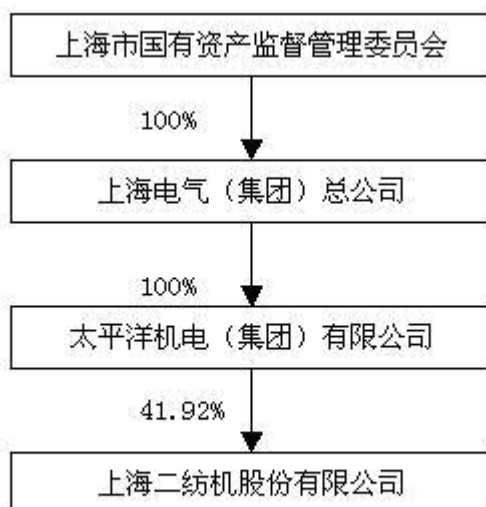 上海市国有资产监督管理委员会
100%
上海电气（集团）总公司
100%
太平洋机电（集团）有限公司
41.92%
上海二纺机股份有限公司